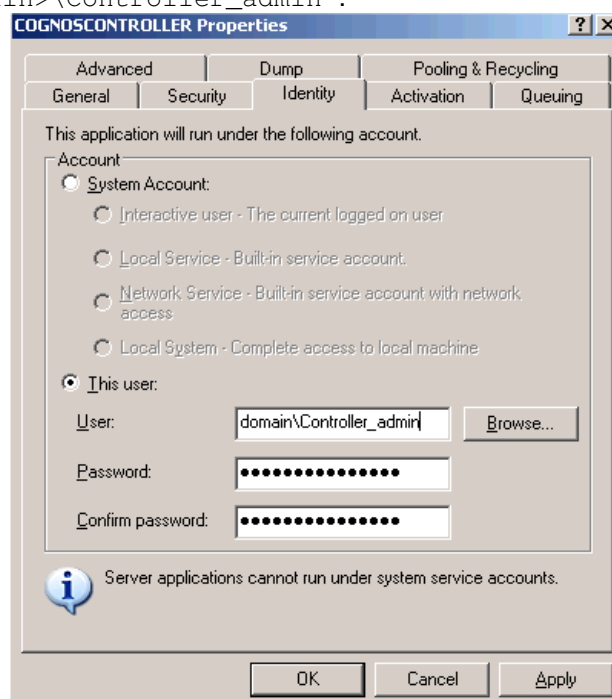 in>\controller_admin".
COGNOSCONTROLLER Properties
Advanced Dump Pooling & Recycling
General Security Identity Activation Queuing
This application will run under the following account.
Account
System Account:
Interactive user - The current logged on user
Local Service - Built-in service account.
Network Service - Built-in service account with network
access
Local System - Complete access to local machine
This user:
User: domain\Controller_admin Browse...
Password: ●●●●●●●●●●●●●●●
Confirm password: ●●●●●●●●●●●●●●●
Server applications cannot run under system service accounts.
OK Cancel Apply